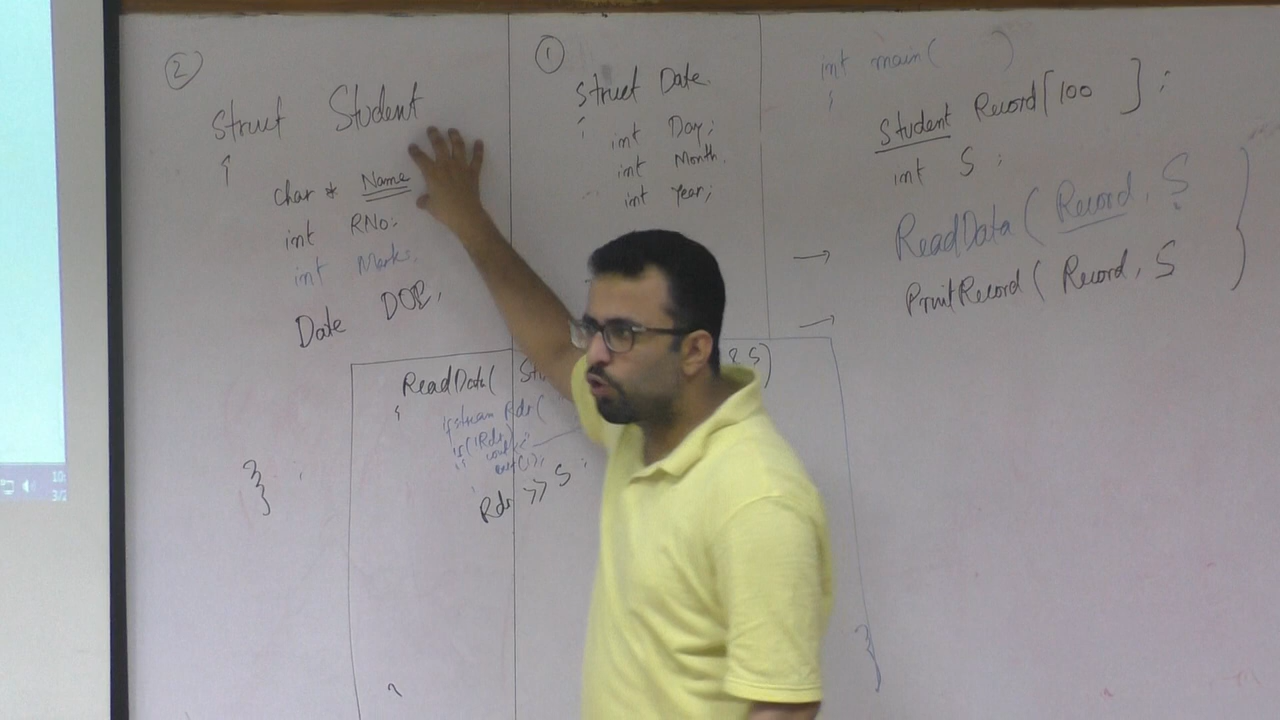 2
Struct Student
{
char * Name
int RNo;
int Marks.
Date DOB,
}
1
Struct Date.
{
int Day;
int Month.
int Year;
int main( )
{
Student Record[100 ];
int S ;
ReadData( Record, S
PrintRecord( Record, S
}
ReadData( &S)
{
ifstream Rdr(
if(!Rdr)
Rdr >> S ;
}